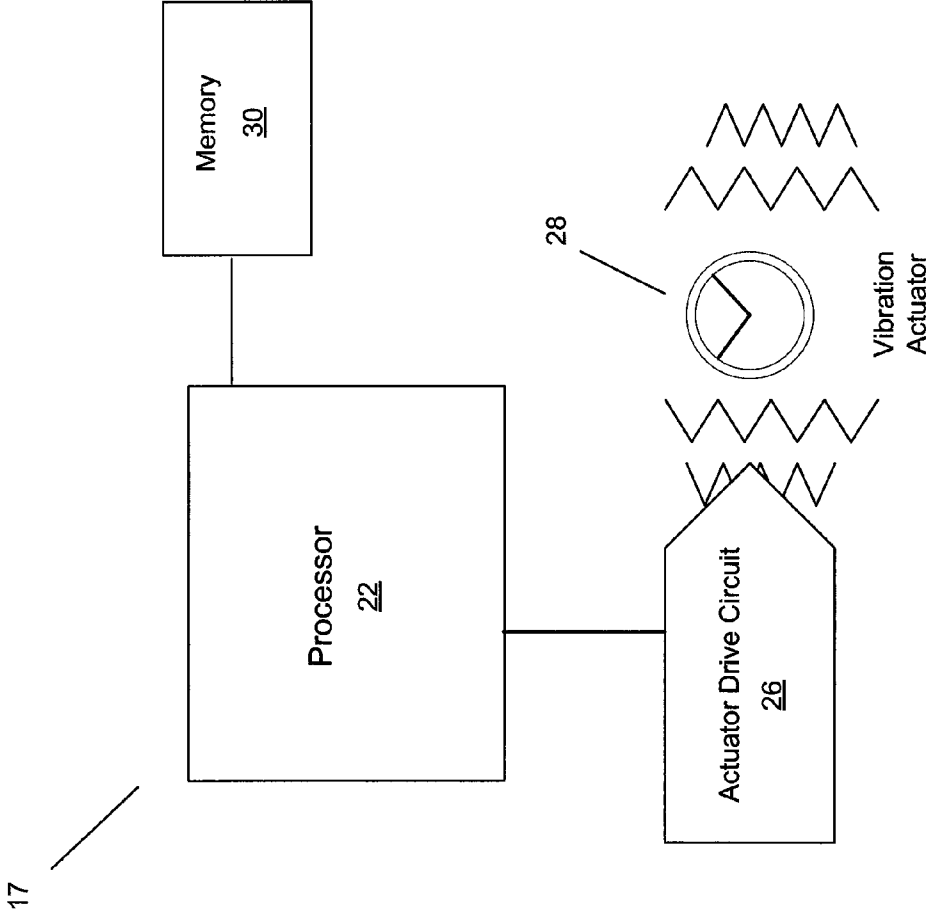 17
Processor
22
Memory
30
Actuator Drive Circuit
26
28
Vibration
Actuator